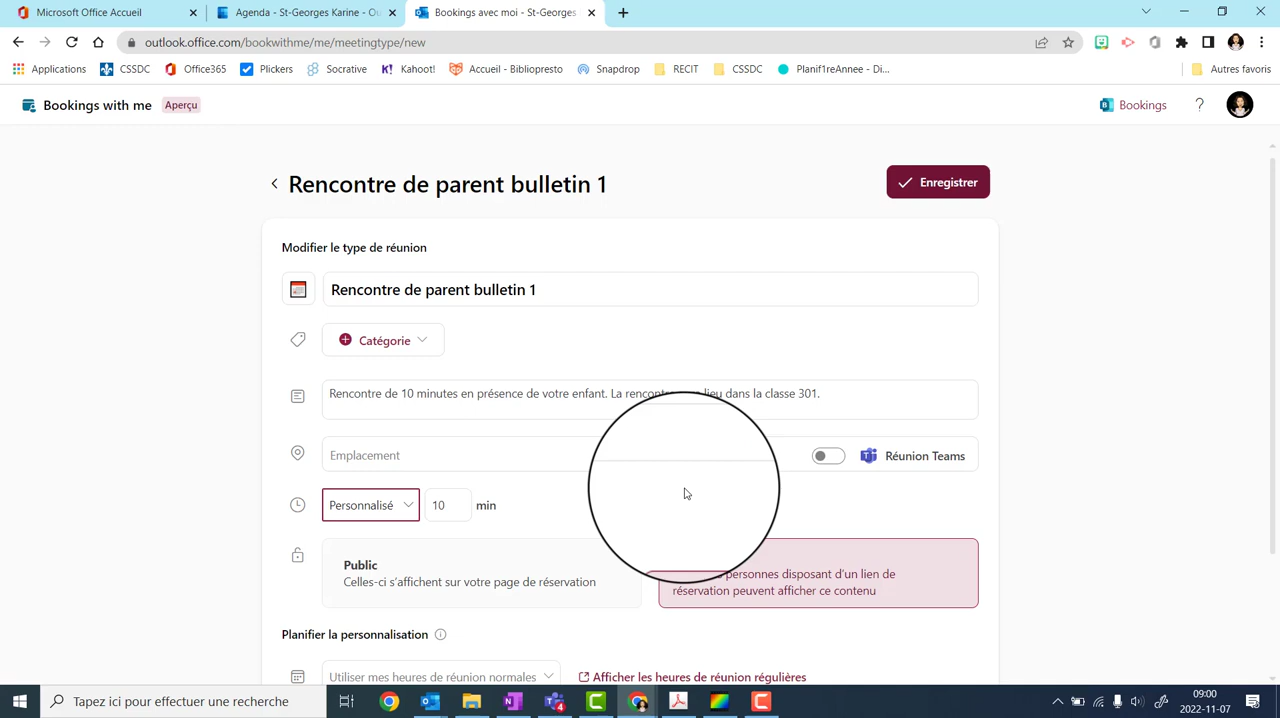 Microsoft Office Accueil
Agenda - St-Georges Karine - Ou
Bookings avec moi - St-Georges
outlook.office.com/bookwithme/me/meetingtype/new
Applications
CSSDC
Office365
Plickers
Socrative
K! Kahoot!
Accueil - Bibliopresto
Snapdrop
RECIT
CSSDC
Planif1reAnnee - Di...
Autres favoris
Bookings with me
Aperçu
Bookings
?
Rencontre de parent bulletin 1
Enregistrer
Modifier le type de réunion
Rencontre de parent bulletin 1
Catégorie
Rencontre de 10 minutes en présence de votre enfant. La rencontre lieu dans la classe 301.
Emplacement
Réunion Teams
Personnalisé
10
min
Public
Celles-ci s'affichent sur votre page de réservation
personnes disposant d'un lien de
réservation peuvent afficher ce contenu
Planifier la personnalisation
Utiliser mes heures de réunion normales
Afficher les heures de réunion régulières
Tapez ici pour effectuer une recherche
4
09:00
2022-11-07